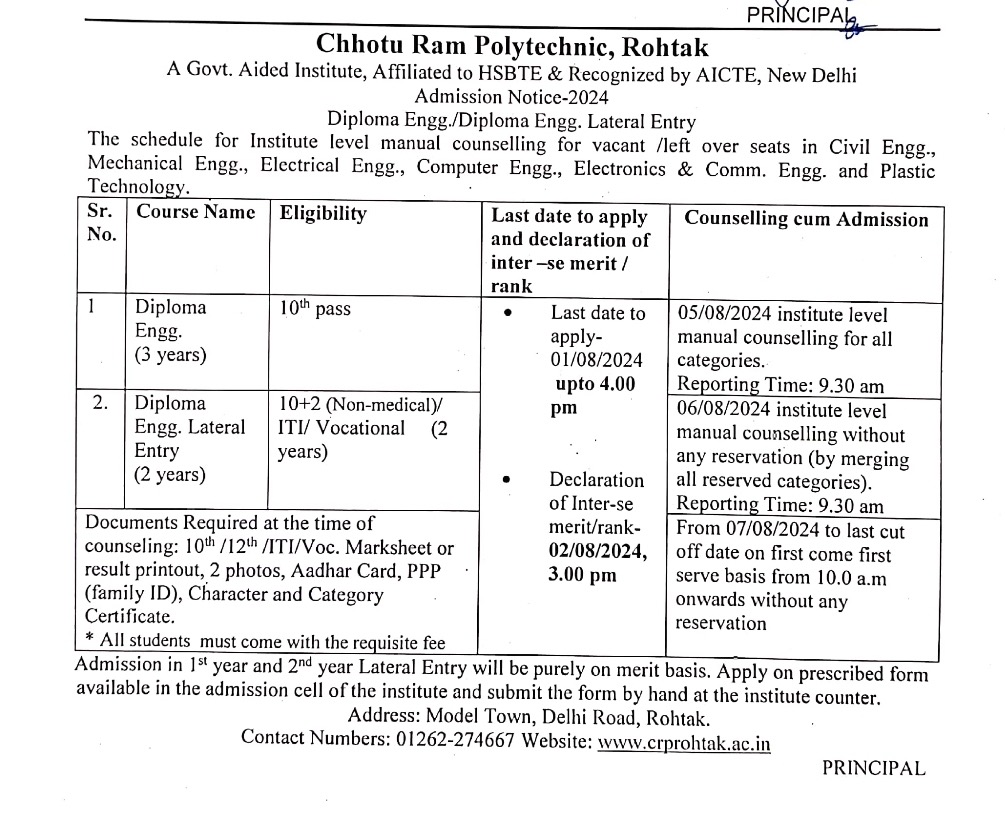 PRINCIPAL
Chhotu Ram Polytechnic, Rohtak
A Govt. Aided Institute, Affiliated to HSBTE & Recognized by AICTE, New Delhi
Admission Notice-2024
Diploma Engg./Diploma Engg. Lateral Entry
The schedule for Institute level manual counselling for vacant /left over seats in Civil Engg.,
Mechanical Engg., Electrical Engg., Computer Engg., Electronics & Comm. Engg. and Plastic
Technology.
Sr.
No.
Course Name
Eligibility
Last date to apply
and declaration of
inter –se merit /
rank
Counselling cum Admission
1
Diploma
Engg.
(3 years)
10th pass
• Last date to
apply-
01/08/2024
upto 4.00
pm
05/08/2024 institute level
manual counselling for all
categories.
Reporting Time: 9.30 am
2.
Diploma
Engg. Lateral
Entry
(2 years)
10+2 (Non-medical)/
ITI/ Vocational (2
years)
• Declaration
of Inter-se
merit/rank-
02/08/2024,
3.00 pm
06/08/2024 institute level
manual counselling without
any reservation (by merging
all reserved categories).
Reporting Time: 9.30 am
Documents Required at the time of
counseling: 10th /12th /ITI/Voc. Marksheet or
result printout, 2 photos, Aadhar Card, PPP
(family ID), Character and Category
Certificate.
* All students must come with the requisite fee
From 07/08/2024 to last cut
off date on first come first
serve basis from 10.0 a.m
onwards without any
reservation
Admission in 1st year and 2nd year Lateral Entry will be purely on merit basis. Apply on prescribed form
available in the admission cell of the institute and submit the form by hand at the institute counter.
Address: Model Town, Delhi Road, Rohtak.
Contact Numbers: 01262-274667 Website: www.crprohtak.ac.in
PRINCIPAL